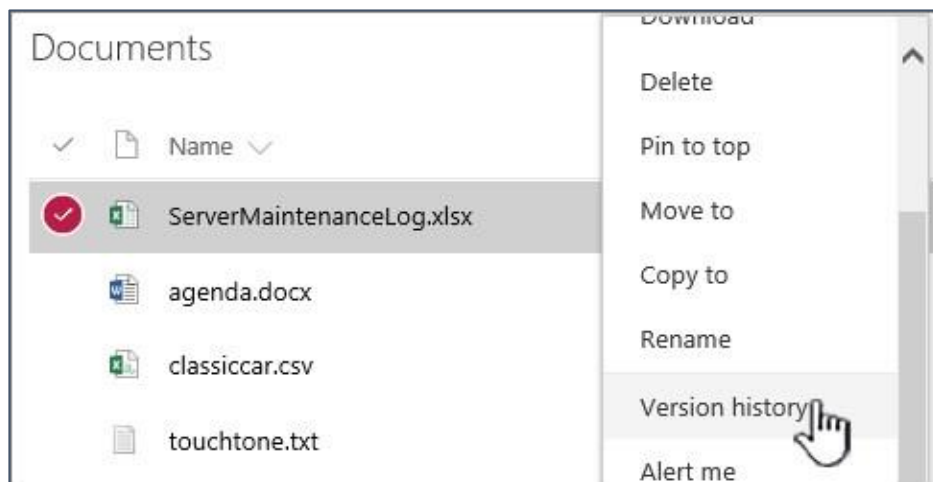 Documents
Name
ServerMaintenanceLog.xlsx
agenda.docx
classiccar.csv
touchtone.txt
Download
Delete
Pin to top
Move to
Copy to
Rename
Version history
Alert me